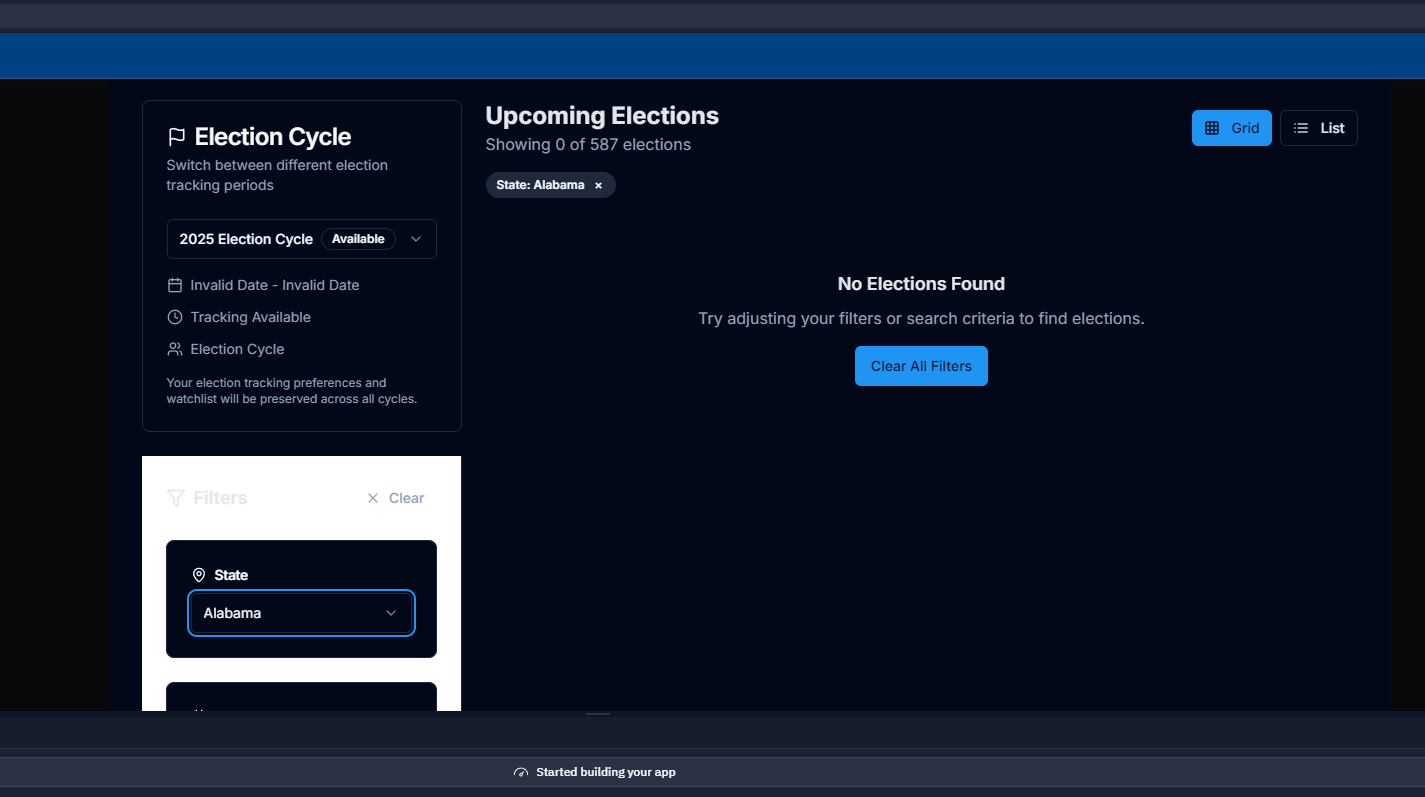 Election Cycle
Switch between different election
tracking periods
2025 Election Cycle Available
Invalid Date - Invalid Date
Tracking Available
Election Cycle
Your election tracking preferences and
watchlist will be preserved across all cycles.
Filters
Clear
State
Alabama
Upcoming Elections
Showing 0 of 587 elections
State: Alabama ×
Grid
List
No Elections Found
Try adjusting your filters or search criteria to find elections.
Clear All Filters
Started building your app